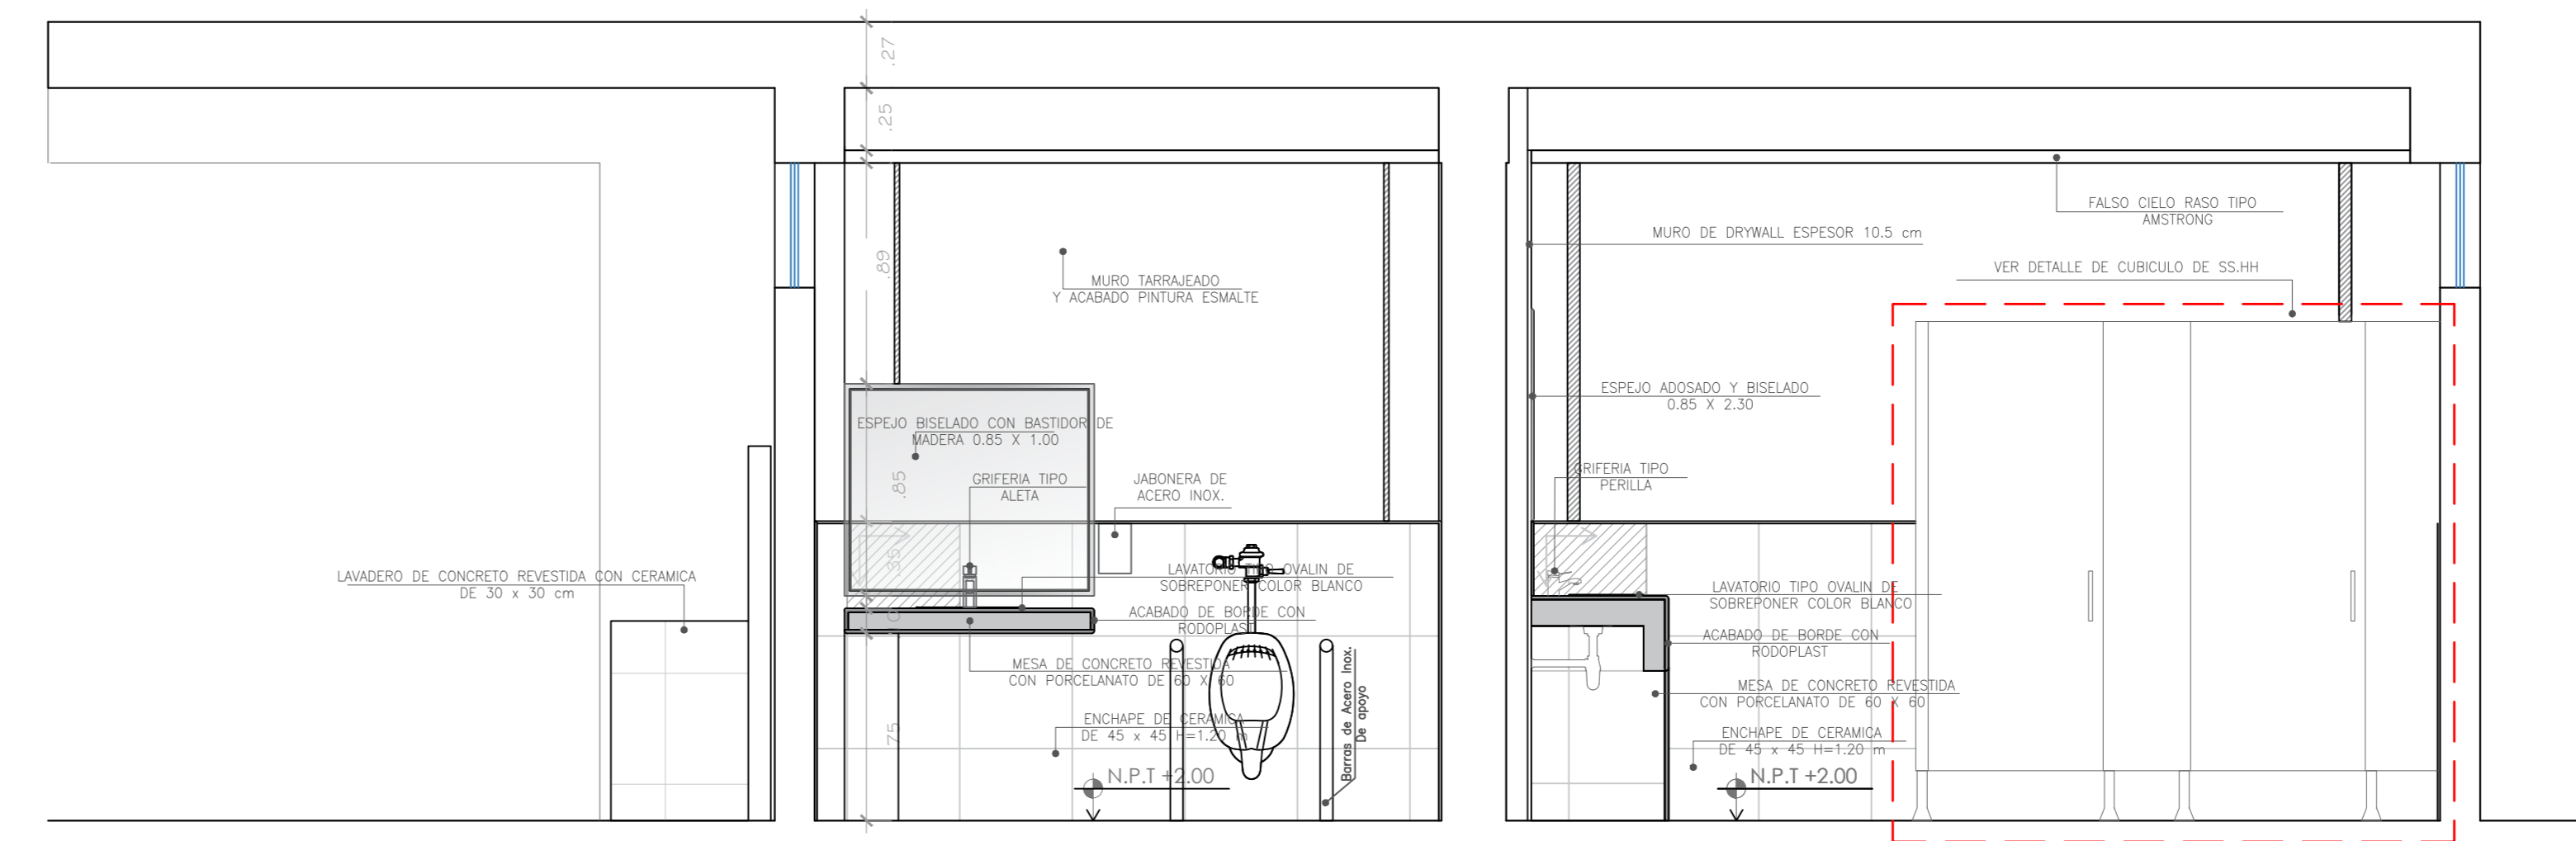 .27
.25
.89
.85
.35
.75
LAVADERO DE CONCRETO REVESTIDA CON CERAMICA
DE 30 x 30 cm
MURO TARRAJEADO
Y ACABADO PINTURA ESMALTE
ESPEJO BISELADO CON BASTIDOR DE
MADERA 0.85 X 1.00
GRIFERIA TIPO
ALETA
JABONERA DE
ACERO INOX.
LAVATORIO TIPO OVALIN DE
SOBREPONER COLOR BLANCO
ACABADO DE BORDE CON
RODOPLAST
MESA DE CONCRETO REVESTIDA
CON PORCELANATO DE 60 X 60
ENCHAPE DE CERAMICA
DE 45 x 45 H=1.20 m
N.P.T +2.00
Barras de Acero Inox.
De apoyo
FALSO CIELO RASO TIPO
AMSTRONG
MURO DE DRYWALL ESPESOR 10.5 cm
VER DETALLE DE CUBICULO DE SS.HH
ESPEJO ADOSADO Y BISELADO
0.85 X 2.30
GRIFERIA TIPO
PERILLA
LAVATORIO TIPO OVALIN DE
SOBREPONER COLOR BLANCO
ACABADO DE BORDE CON
RODOPLAST
MESA DE CONCRETO REVESTIDA
CON PORCELANATO DE 60 X 60
ENCHAPE DE CERAMICA
DE 45 x 45 H=1.20 m
N.P.T +2.00